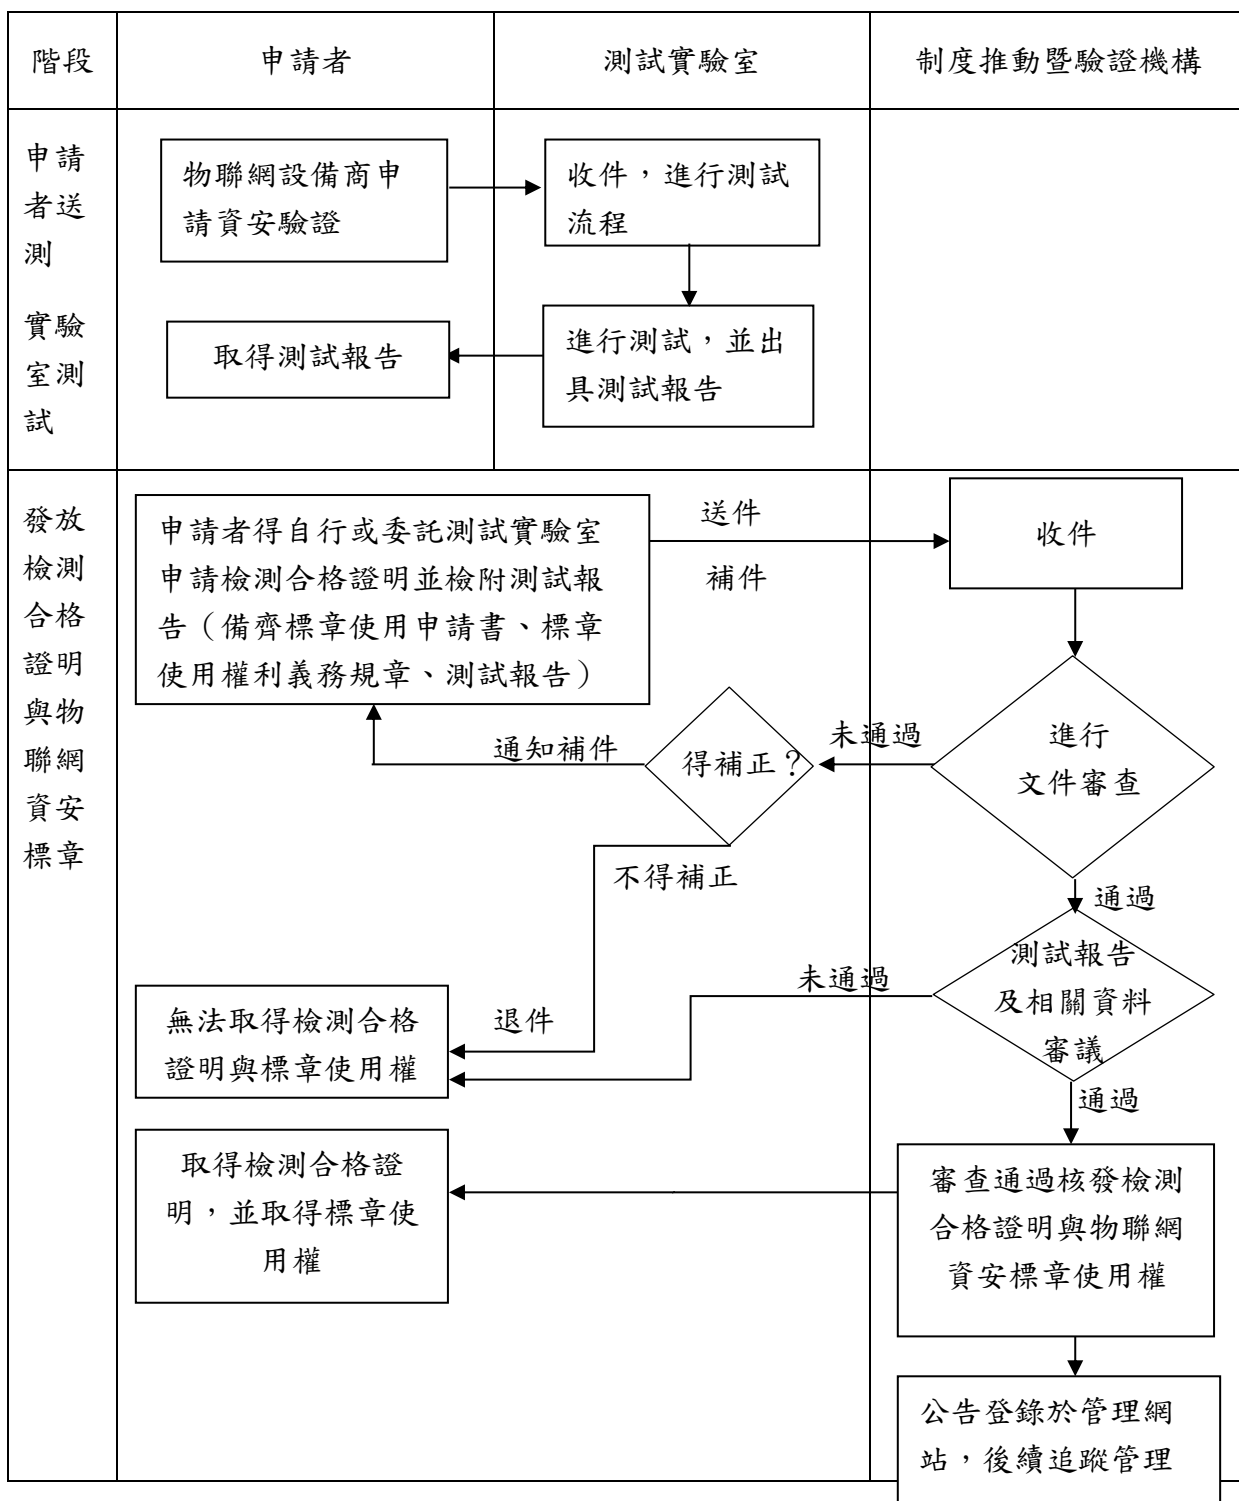 階段
申請者
測試實驗室
制度推動暨驗證機構
申請
者送
測
物聯網設備商申
請資安驗證
收件，進行測試
流程
實驗
室測
試
取得測試報告
進行測試，並出
具測試報告
發放
檢測
合格
證明
與物
聯網
資安
標章
申請者得自行或委託測試實驗室
申請檢測合格證明並檢附測試報
告（備齊標章使用申請書、標章
使用權利義務規章、測試報告）
送件
補件
收件
進行
文件審查
未通過
得補正？
通知補件
不得補正
通過
測試報告
及相關資料
審議
未通過
退件
無法取得檢測合格
證明與標章使用權
通過
取得檢測合格證
明，並取得標章使
用權
審查通過核發檢測
合格證明與物聯網
資安標章使用權
公告登錄於管理網
站，後續追蹤管理